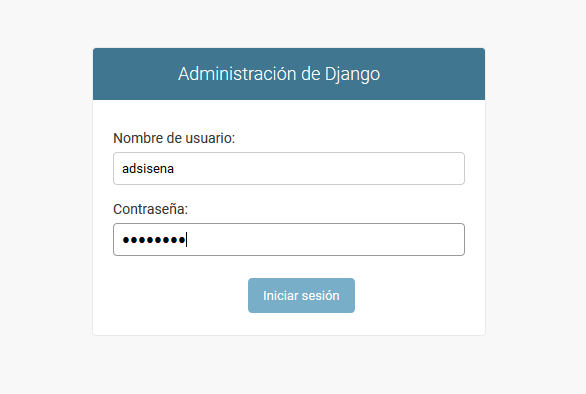 Administración de Django
Nombre de usuario:
adsisena
Contraseña:
••••••••
Iniciar sesión